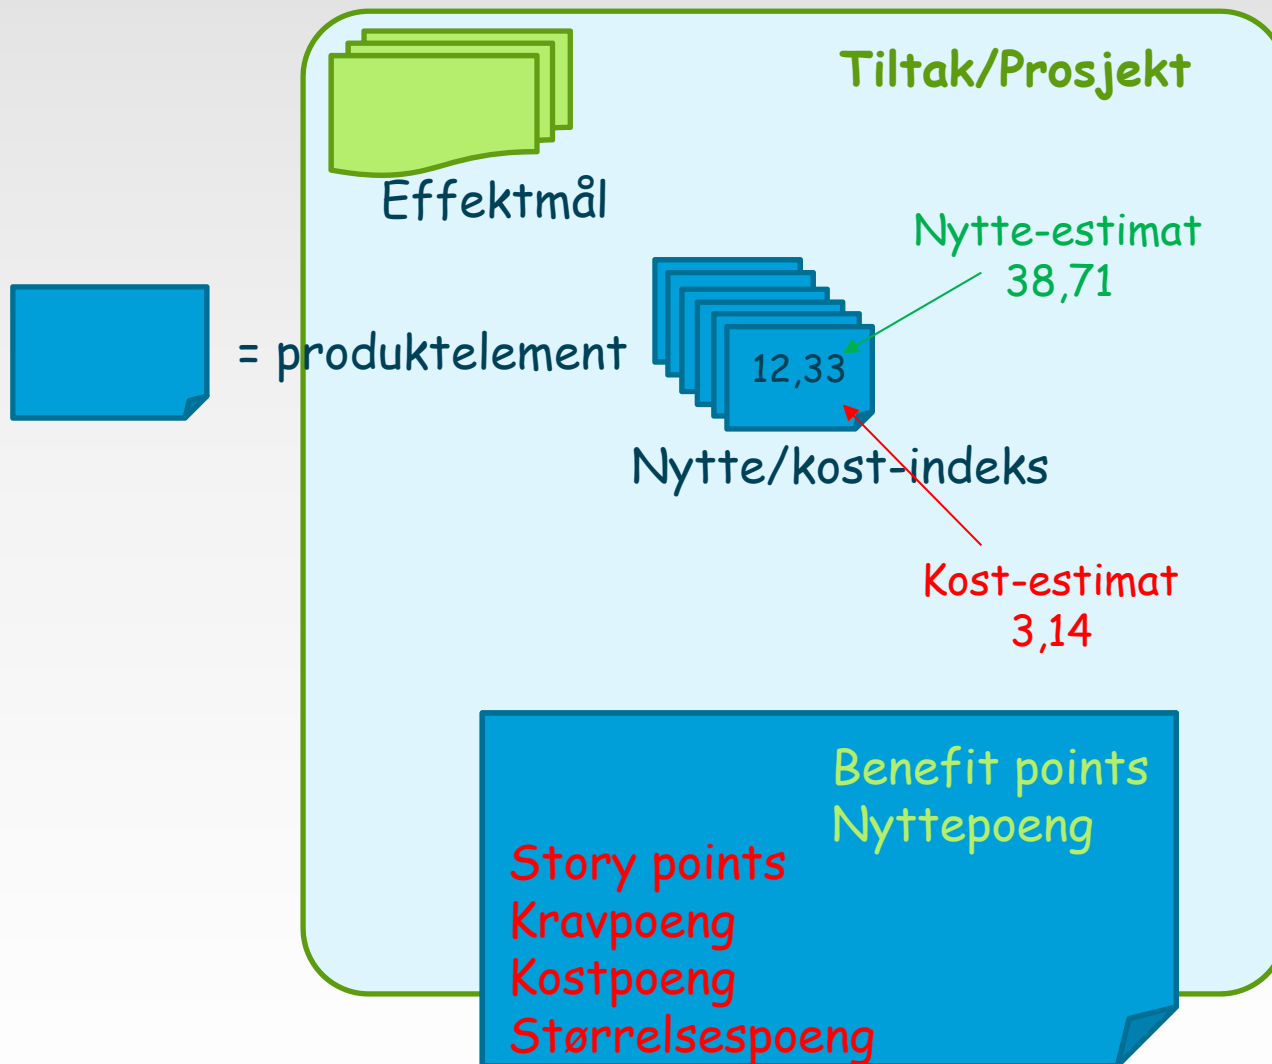 Tiltak/Prosjekt
Effektmål
Nytte-estimat
38,71
= produktelement
12,33
Nytte/kost-indeks
Kost-estimat
3,14
Benefit points
Nyttepoeng
Story points
Kravpoeng
Kostpoeng
Størrelsespoeng